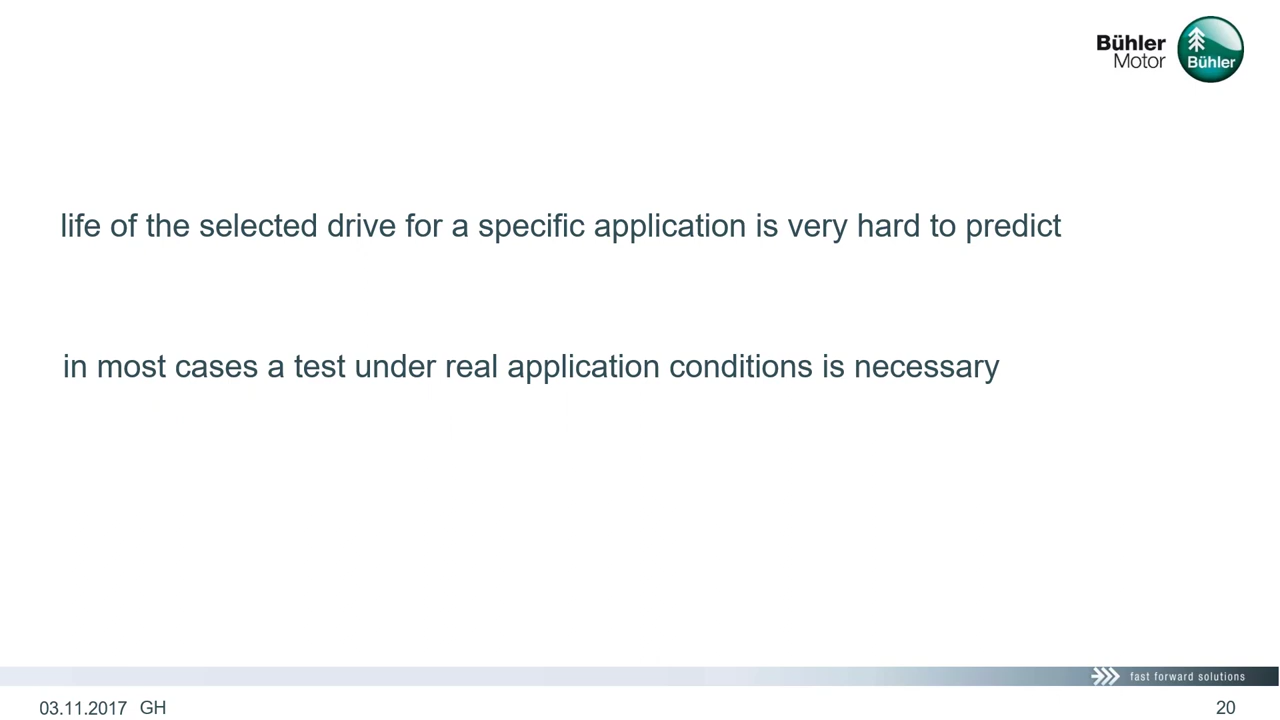 Bühler
Motor
Bühler
life of the selected drive for a specific application is very hard to predict
in most cases a test under real application conditions is necessary
fast forward solutions
03.11.2017 GH
20